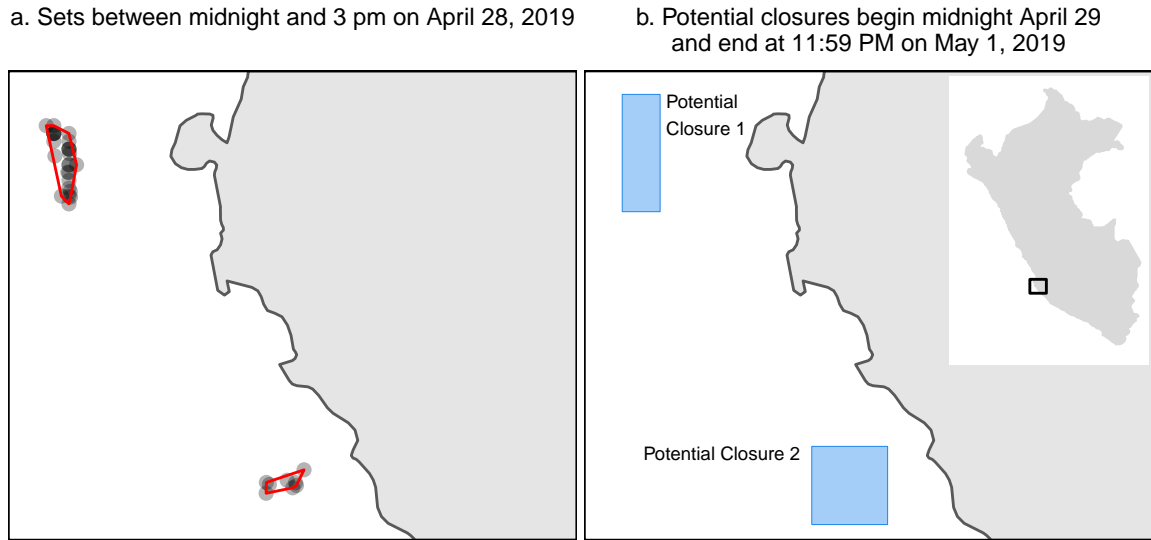 a. Sets between midnight and 3 pm on April 28, 2019
b. Potential closures begin midnight April 29
and end at 11:59 PM on May 1, 2019
Potential
Closure 1
Potential Closure 2